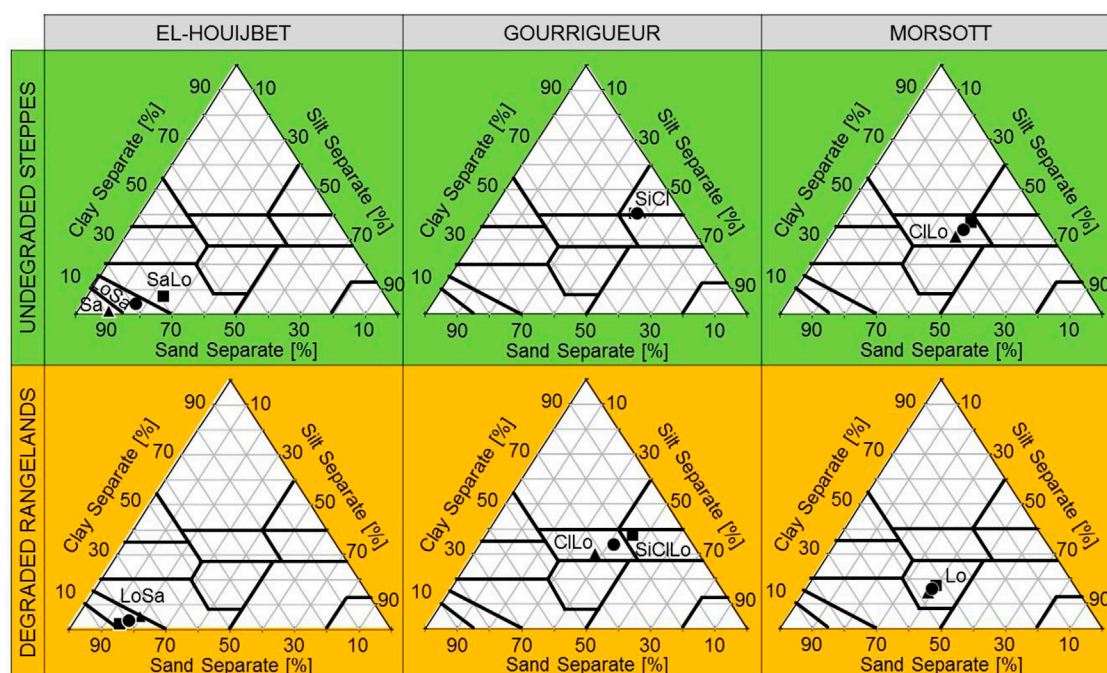 EL-HOUIJBET
GOURRIGUEUR
MORSOTT
UNDEGRADED STEPPES
90
10
Clay Separate [%]
70
30
Silt Separate [%]
50
50
30
70
10
90
SaLo
LoSa
Sa
90
70
50
30
10
Sand Separate [%]
90
10
Clay Separate [%]
70
30
Silt Separate [%]
50
50
SiCl
30
70
10
90
90
70
50
30
10
Sand Separate [%]
90
10
Clay Separate [%]
70
30
Silt Separate [%]
50
50
ClLo
30
70
10
90
90
70
50
30
10
Sand Separate [%]
DEGRADED RANGELANDS
90
10
Clay Separate [%]
70
30
Silt Separate [%]
50
50
30
70
10
LoSa
90
90
70
50
30
10
Sand Separate [%]
90
10
Clay Separate [%]
70
30
Silt Separate [%]
50
50
ClLo
SiClLo
30
70
10
90
90
70
50
30
10
Sand Separate [%]
90
10
Clay Separate [%]
70
30
Silt Separate [%]
50
50
30
70
Lo
10
90
90
70
50
30
10
Sand Separate [%]